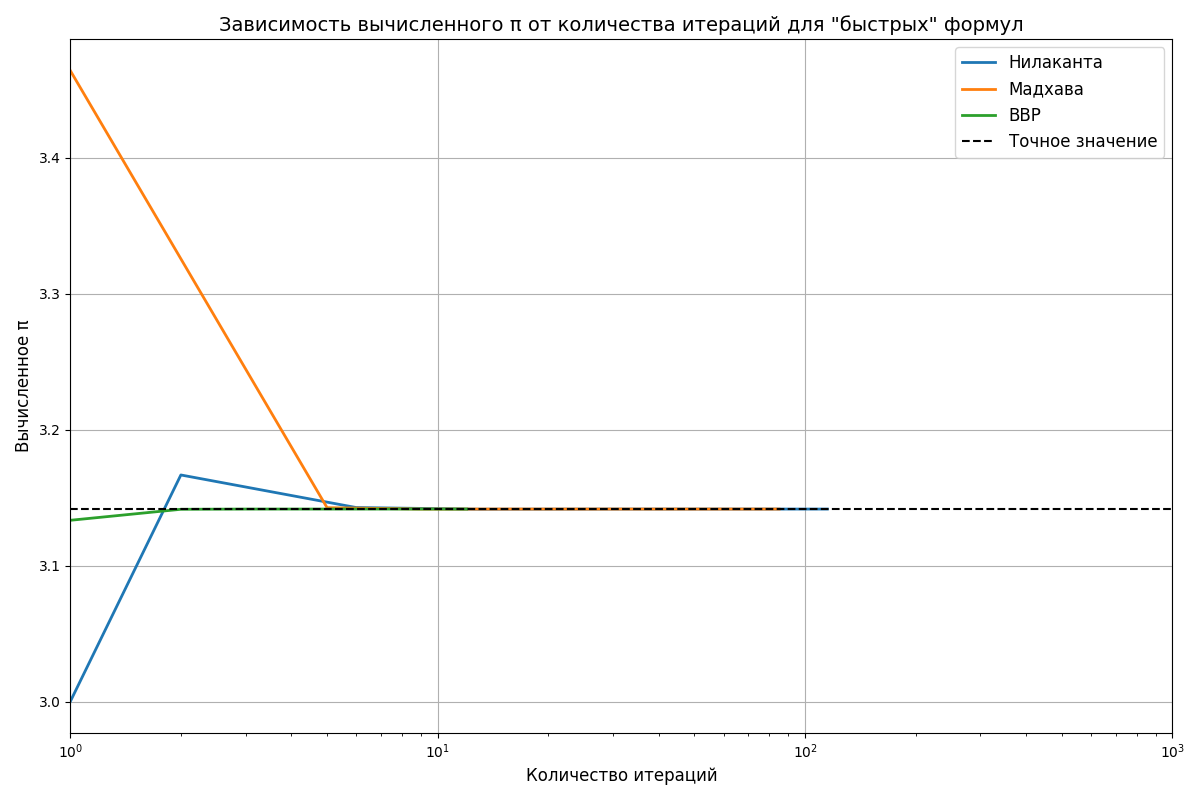 Зависимость вычисленного π от количества итераций для "быстрых" формул
Нилаканта
Мадхава
BBP
Точное значение
Вычисленное π
3.4
3.3
3.2
3.1
3.0
10⁰
10¹
10²
10³
Количество итераций